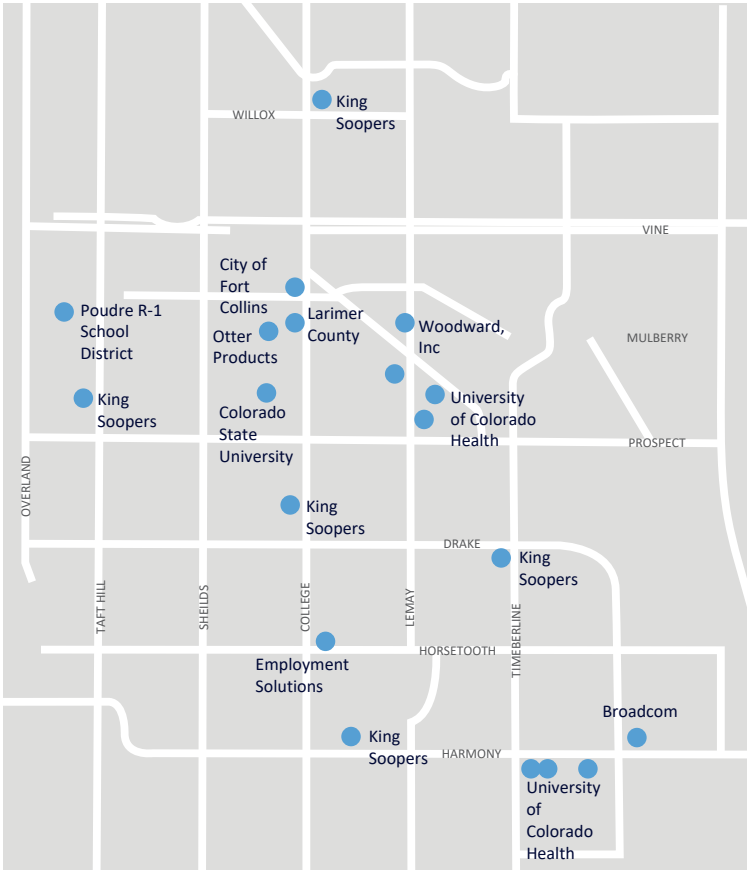 King
Soopers
WILLOX
VINE
City of
Fort
Collins
Poudre R-1
School
District
Larimer
County
Otter
Products
Woodward,
Inc
MULBERRY
King
Soopers
University
of Colorado
Health
Colorado
State
University
PROSPECT
OVERLAND
King
Soopers
DRAKE
King
Soopers
TAFT HILL
SHEILDS
COLLEGE
LEMAY
TIMEBERLINE
HORSETOOTH
Employment
Solutions
Broadcom
King
Soopers
HARMONY
University
of
Colorado
Health